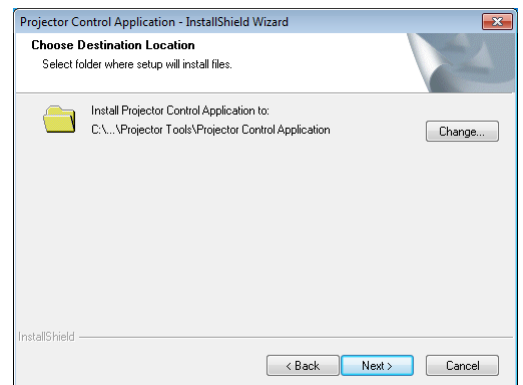 Projector Control Application - InstallShield Wizard
Choose Destination Location
Select folder where setup will install files.
Install Projector Control Application to:
C:\...\Projector Tools\Projector Control Application
Change...
InstallShield
< Back
Next >
Cancel